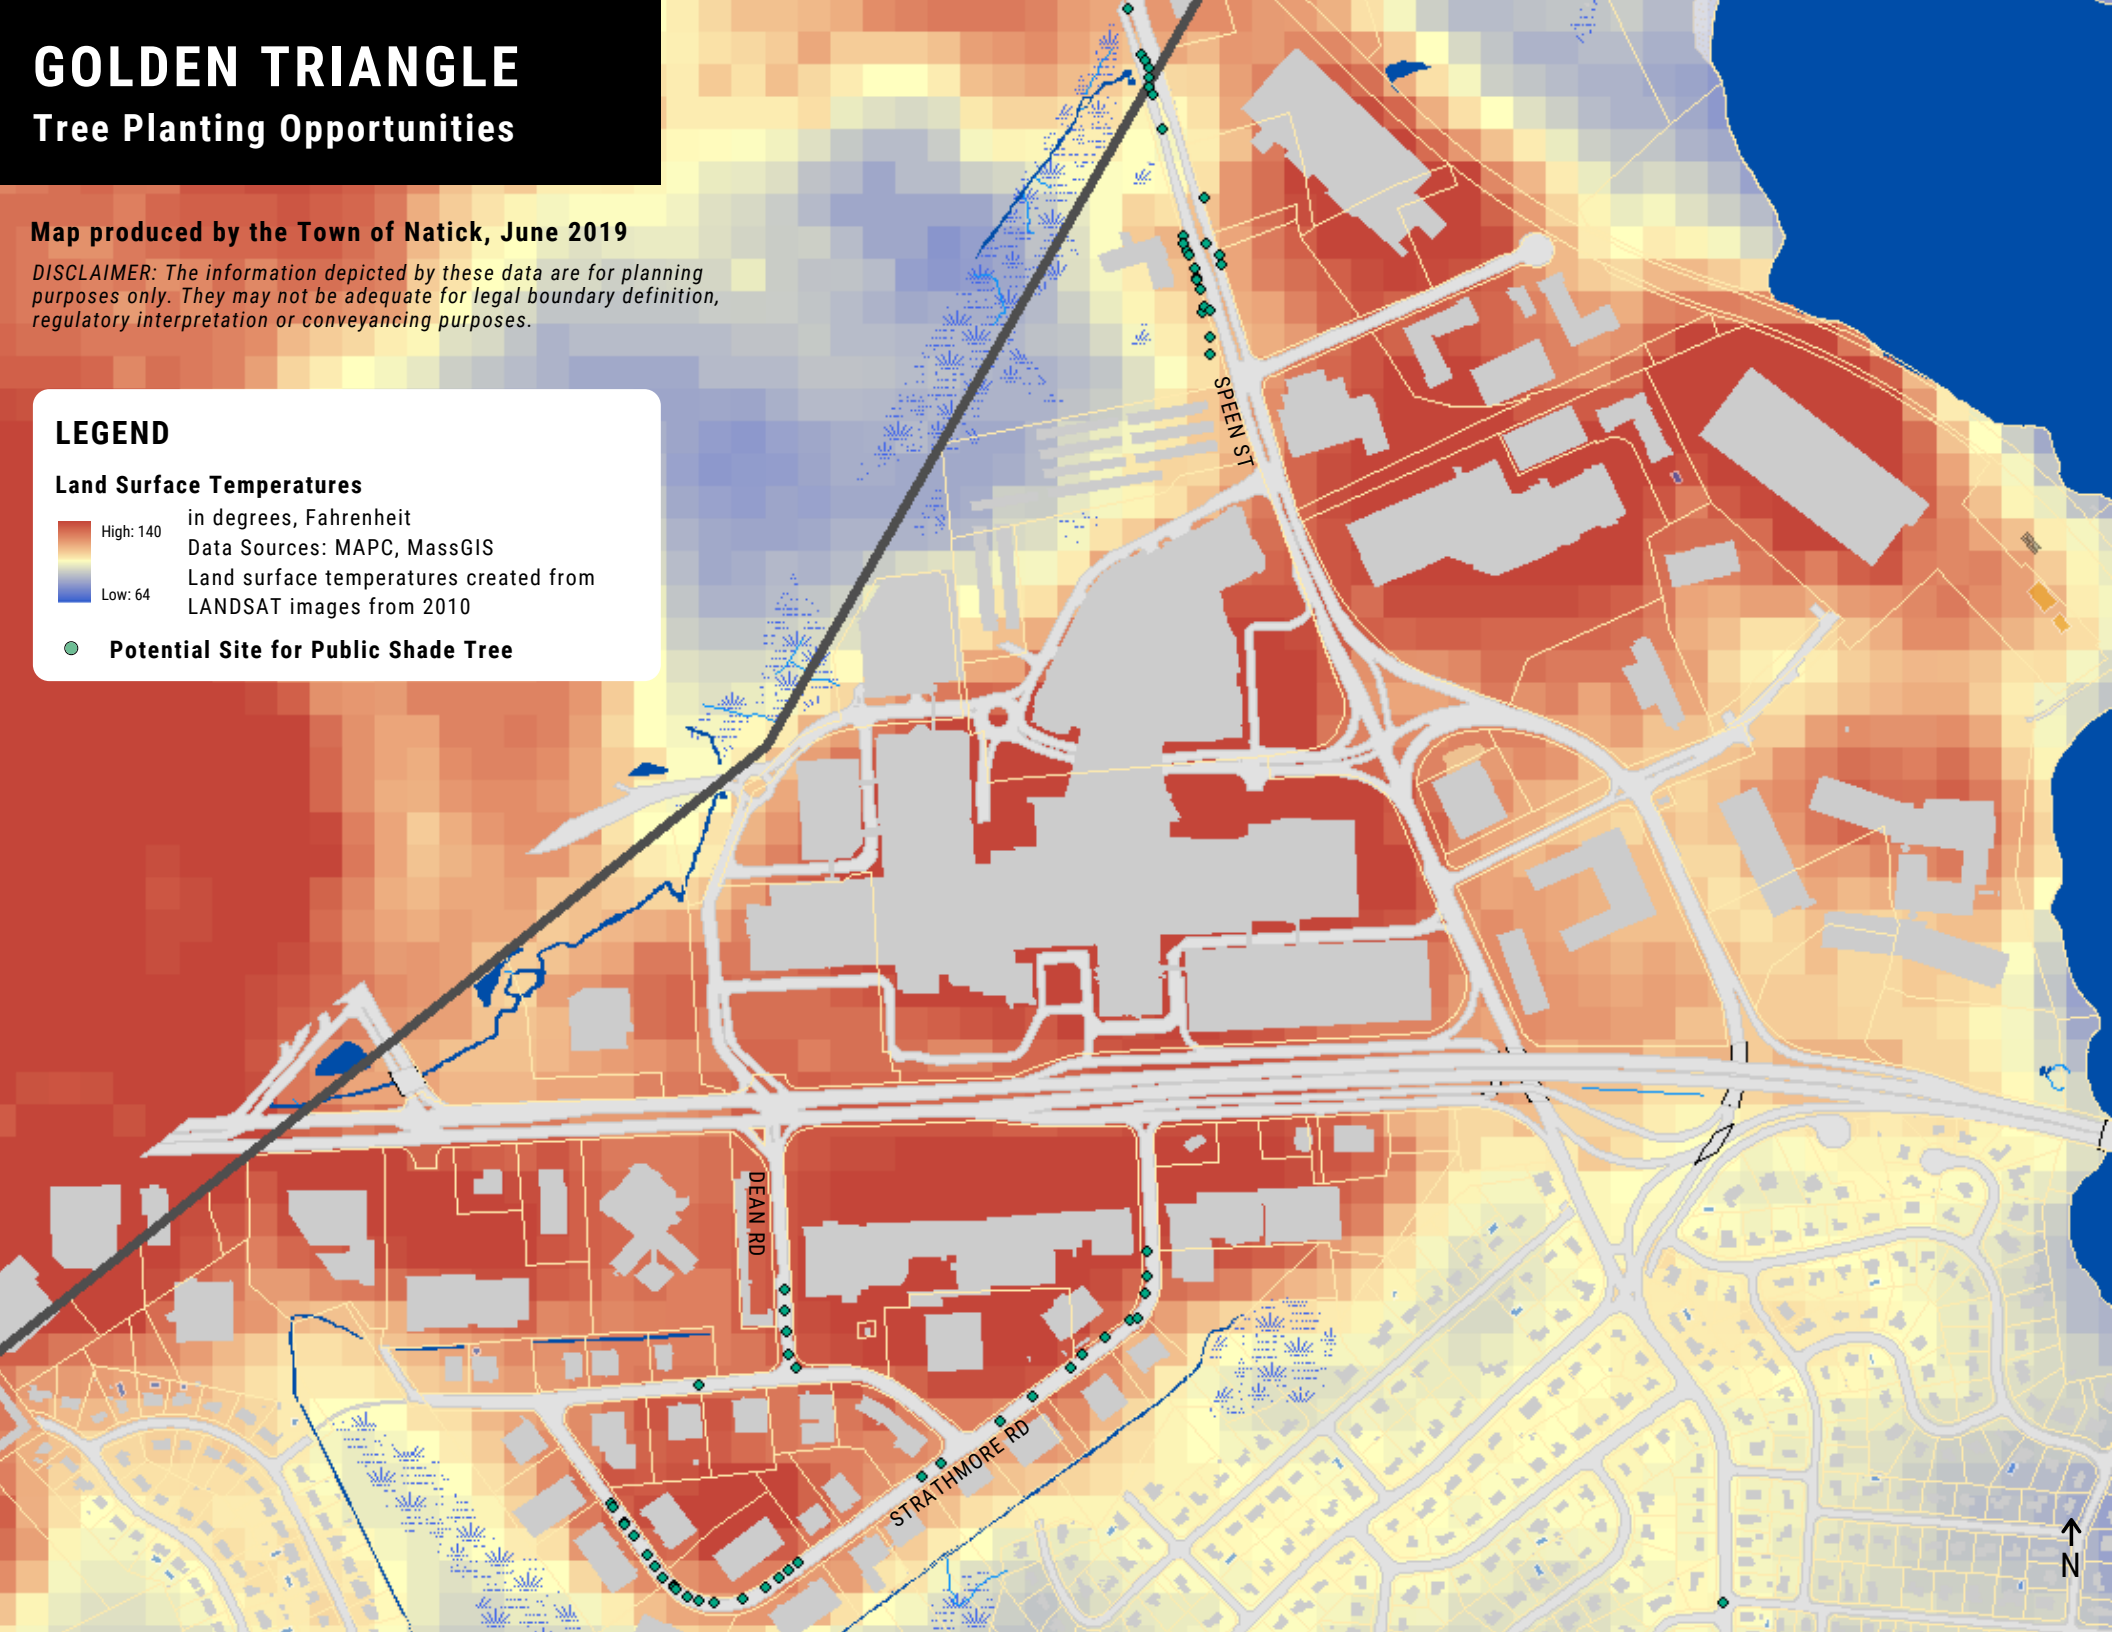 GOLDEN TRIANGLE
Tree Planting Opportunities
Map produced by the Town of Natick, June 2019
DISCLAIMER: The information depicted by these data are for planning
purposes only. They may not be adequate for legal boundary definition,
regulatory interpretation or conveyancing purposes.
LEGEND
Land Surface Temperatures
in degrees, Fahrenheit
High: 140
Data Sources: MAPC, MassGIS
Land surface temperatures created from
Low: 64
LANDSAT images from 2010
Potential Site for Public Shade Tree
SPEEN ST
DEAN RD
STRATHMORE RD
N